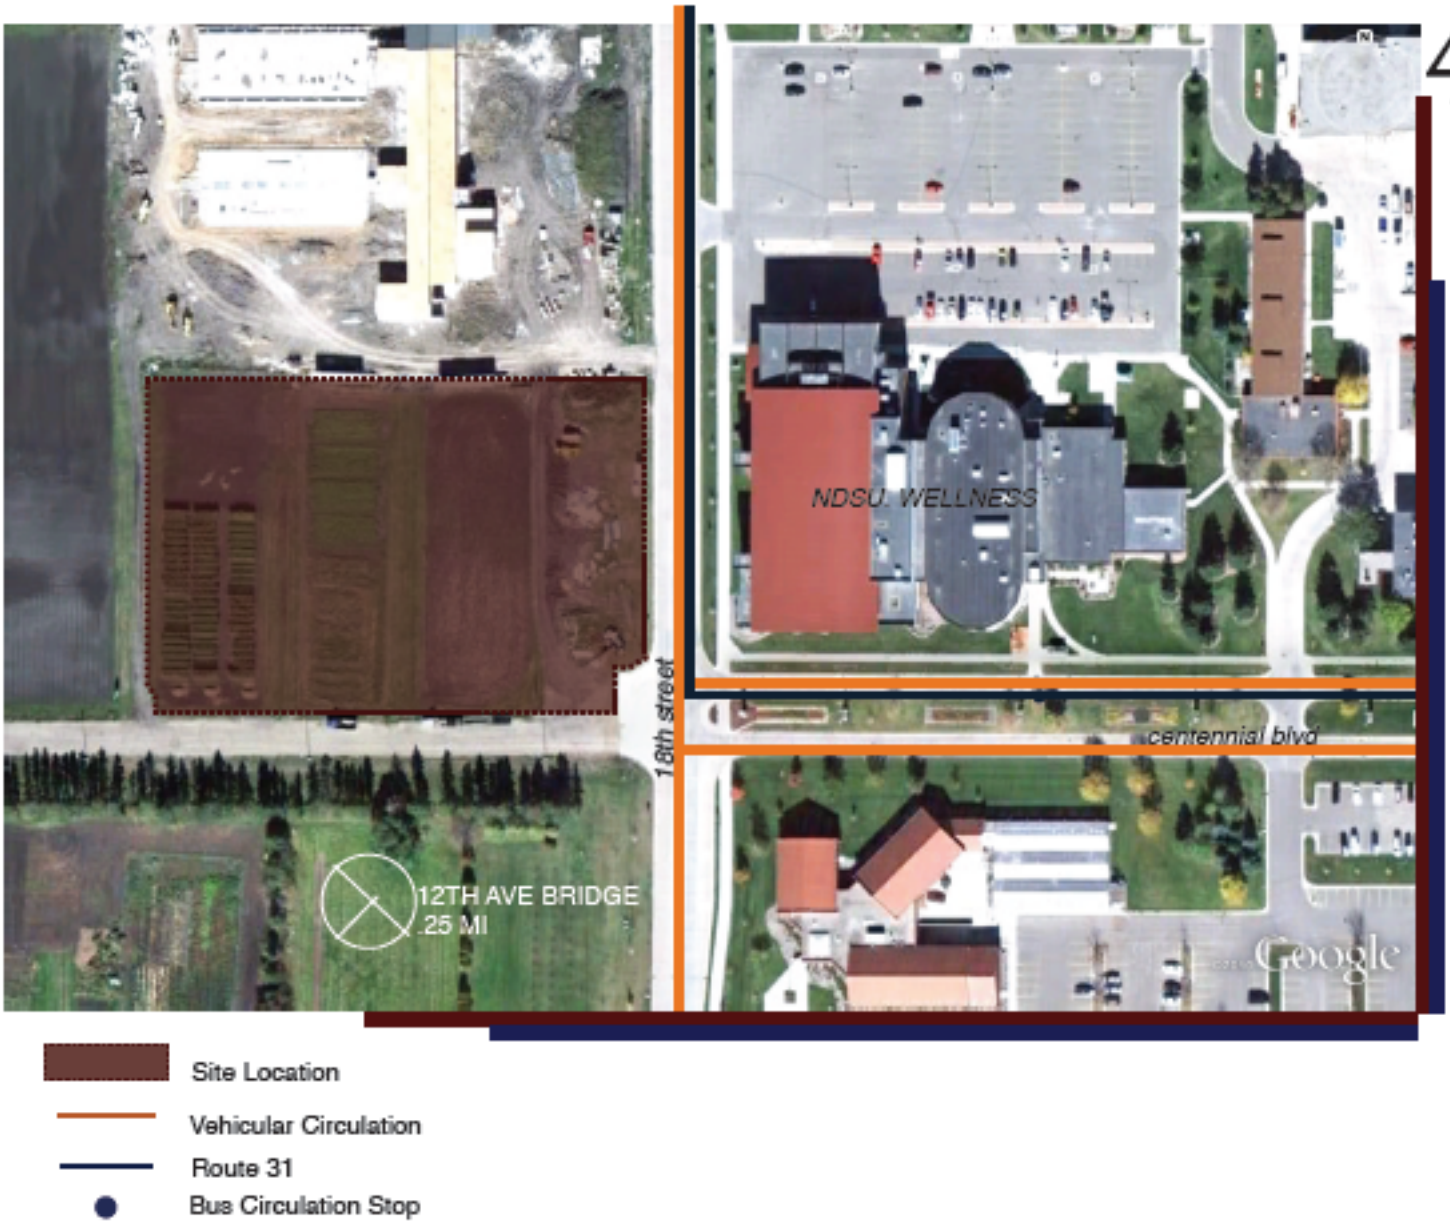 N
NDSU. WELLNESS
18th street
centennial blvd
12TH AVE BRIDGE
.25 MI
Google
Site Location
Vehicular Circulation
Route 31
Bus Circulation Stop